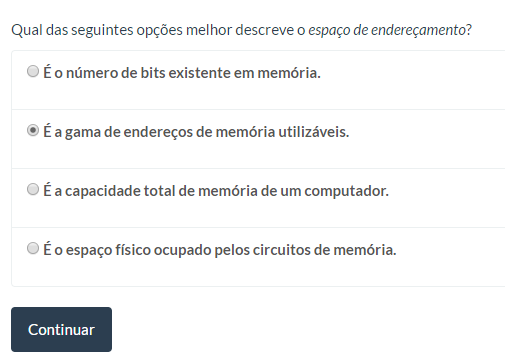 Qual das seguintes opções melhor descreve o espaço de endereçamento?
É o número de bits existente em memória.
É a gama de endereços de memória utilizáveis.
É a capacidade total de memória de um computador.
É o espaço físico ocupado pelos circuitos de memória.
Continuar